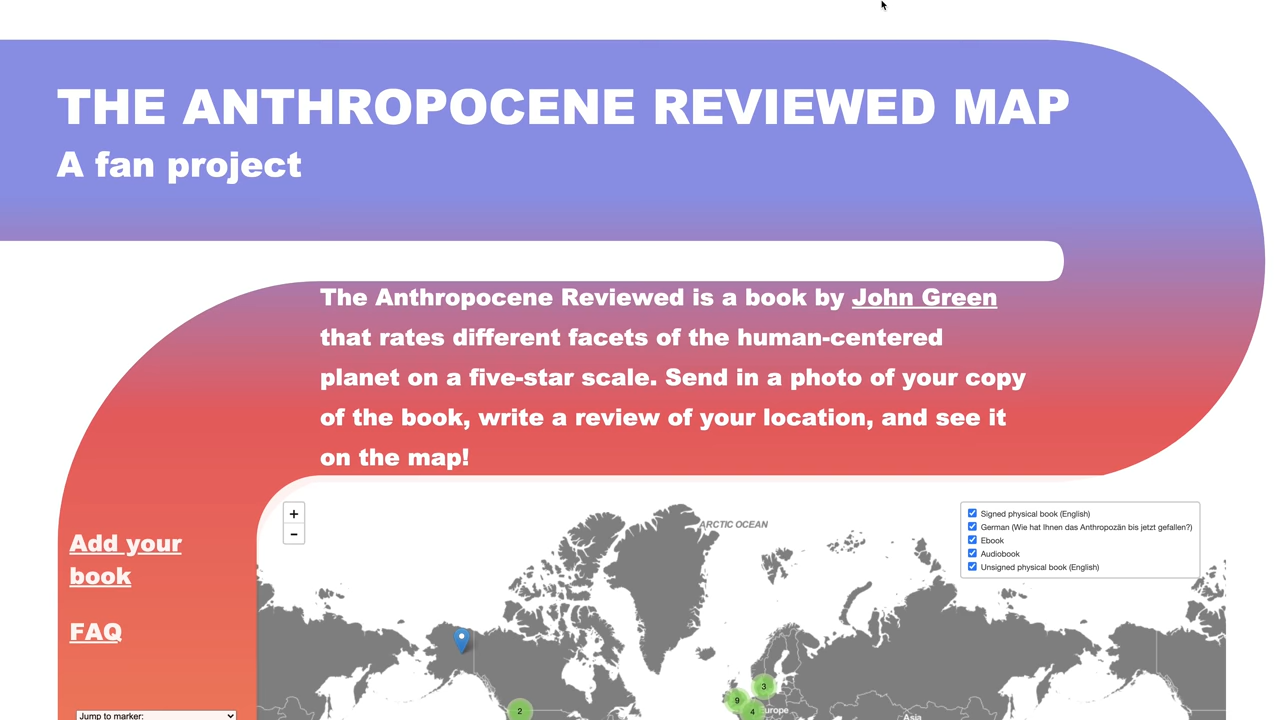 THE ANTHROPOCENE REVIEWED MAP
A fan project
The Anthropocene Reviewed is a book by John Green
that rates different facets of the human-centered
planet on a five-star scale. Send in a photo of your copy
of the book, write a review of your location, and see it
on the map!
Add your
book
FAQ
Jump to marker:
+
-
ARCTIC OCEAN
Signed physical book (English)
German (Wie hat Ihnen das Anthropozän bis jetzt gefallen?)
Ebook
Audiobook
Unsigned physical book (English)
3
9
4
Europe
2
Asia